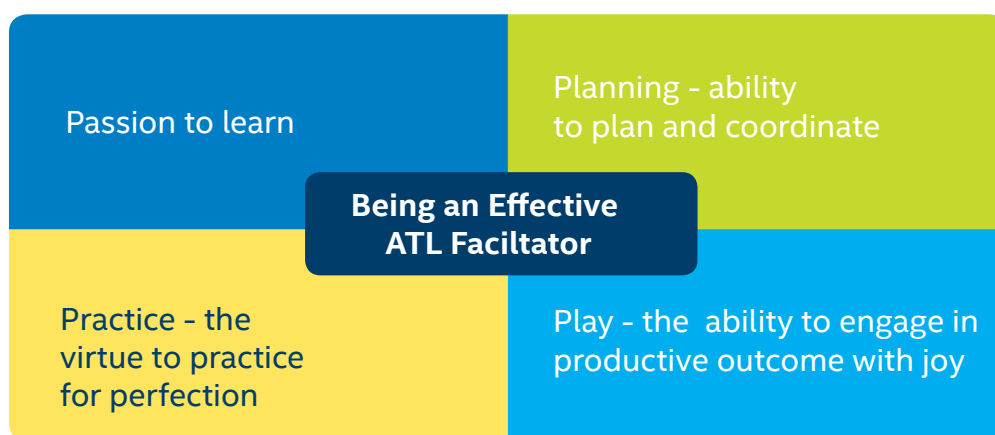 Passion to learn
Planning - ability
to plan and coordinate
Being an Effective
ATL Faciltator
Practice - the
virtue to practice
for perfection
Play - the  ability to engage in
productive outcome with joy